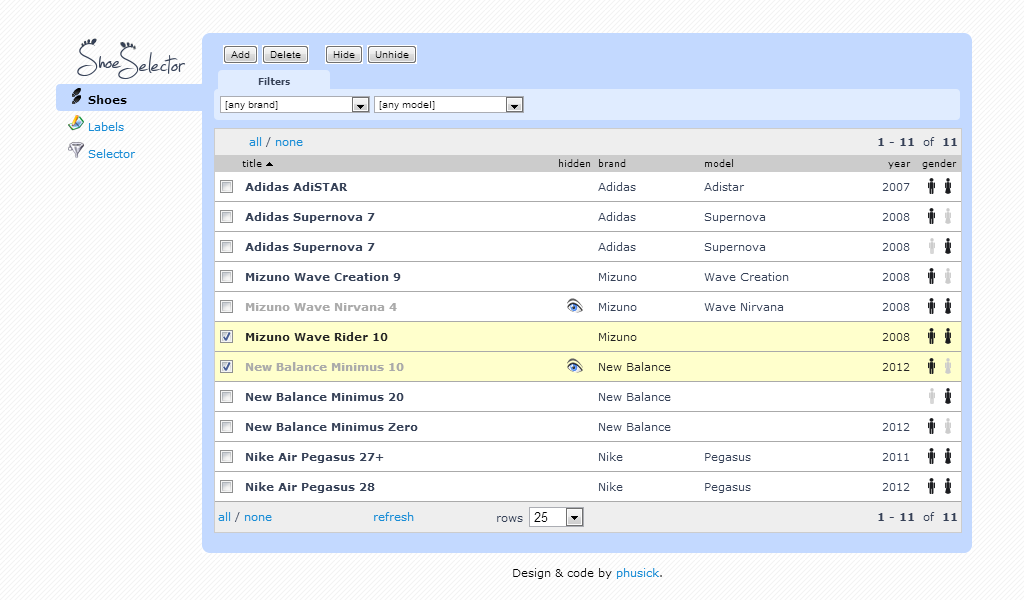 ShoeSelector
Add Delete Hide Unhide
Filters
[any brand] [any model]
Shoes
Labels
Selector
all / none 1 - 11 of 11
title hidden brand model year gender
Adidas AdiSTAR Adidas Adistar 2007
Adidas Supernova 7 Adidas Supernova 2008
Adidas Supernova 7 Adidas Supernova 2008
Mizuno Wave Creation 9 Mizuno Wave Creation 2008
Mizuno Wave Nirvana 4 Mizuno Wave Nirvana 2008
Mizuno Wave Rider 10 Mizuno 2008
New Balance Minimus 10 New Balance 2012
New Balance Minimus 20 New Balance
New Balance Minimus Zero New Balance 2012
Nike Air Pegasus 27+ Nike Pegasus 2011
Nike Air Pegasus 28 Nike Pegasus 2012
all / none refresh rows 25 1 - 11 of 11
Design & code by phusick.